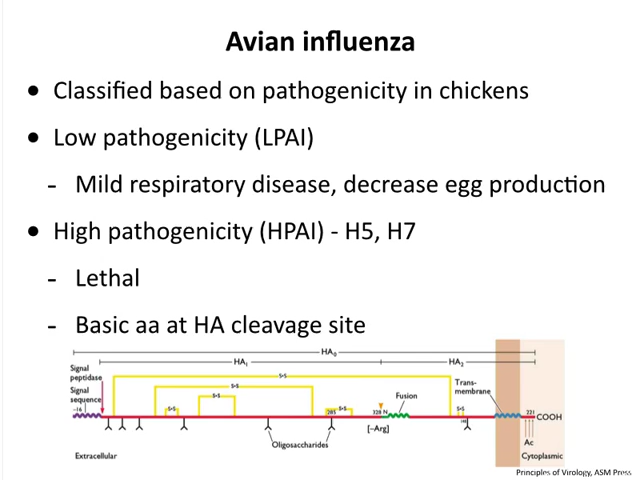 Avian influenza
• Classified based on pathogenicity in chickens
• Low pathogenicity (LPAI)
- Mild respiratory disease, decrease egg production
• High pathogenicity (HPAI) - H5, H7
- Lethal
- Basic aa at HA cleavage site
HA0
HA1
HA2
Signal
peptidase
Signal
sequence
S-S
S-S
S-S
S-S
S-S
S-S
Fusion
Trans-
membrane
-16
285
328 N
221
COOH
[-Arg]
Ac
Oligosaccharides
Extracellular
Cytoplasmic
Principles of Virology, ASM Press